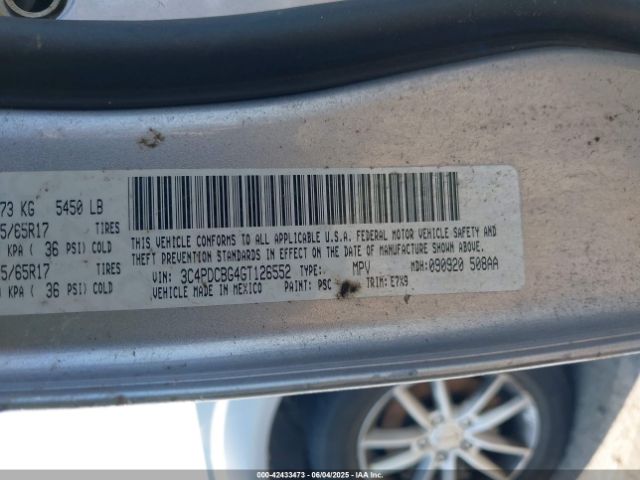 73 KG 5450 LB
5/65R17 TIRES
KPA ( 36 PSI) COLD
5/65R17 TIRES
KPA ( 36 PSI) COLD
THIS VEHICLE CONFORMS TO ALL APPLICABLE U.S.A. FEDERAL MOTOR VEHICLE SAFETY AND
THEFT PREVENTION STANDARDS IN EFFECT ON THE DATE OF MANUFACTURE SHOWN ABOVE.
VIN: 3C4PDCBG4GT126552 TYPE: MPV MDH: 090920 508AA
VEHICLE MADE IN MEXICO PAINT: PSC TRIM: E7X9
000-42433473 - 06/04/2025 - IAAI.COM